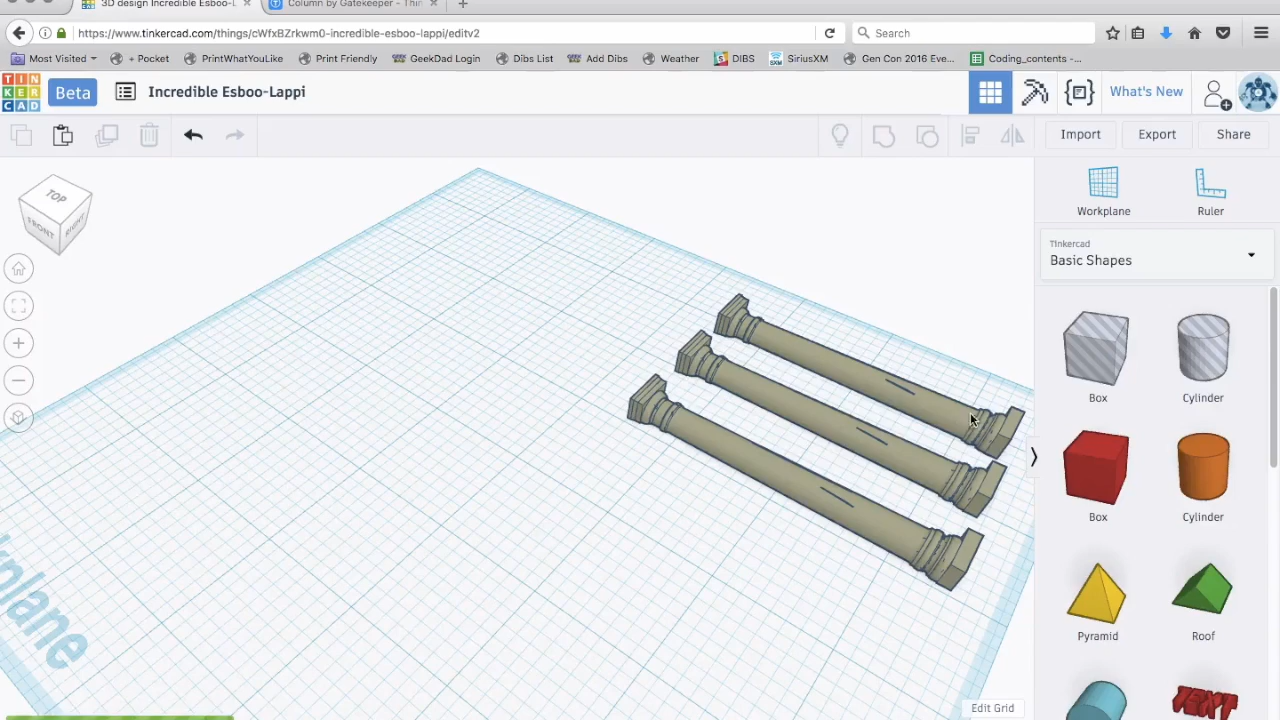 3D design Incredible Esboo-L
Column by Gatekeeper - Thin
https://www.tinkercad.com/things/cWfxBZrkwm0-incredible-esboo-lappi/editv2
Search
Most Visited
+ Pocket
PrintWhatYouLike
Print Friendly
GeekDad Login
Dibs List
Add Dibs
Weather
DIBS
SiriusXM
Gen Con 2016 Eve...
Coding_contents -...
TIN
KER
CAD
Beta
Incredible Esboo-Lappi
What's New
Import
Export
Share
TOP
FRONT
RIGHT
Workplane
Ruler
Tinkercad
Basic Shapes
Box
Cylinder
Box
Cylinder
Pyramid
Roof
TEXT
kplane
Edit Grid